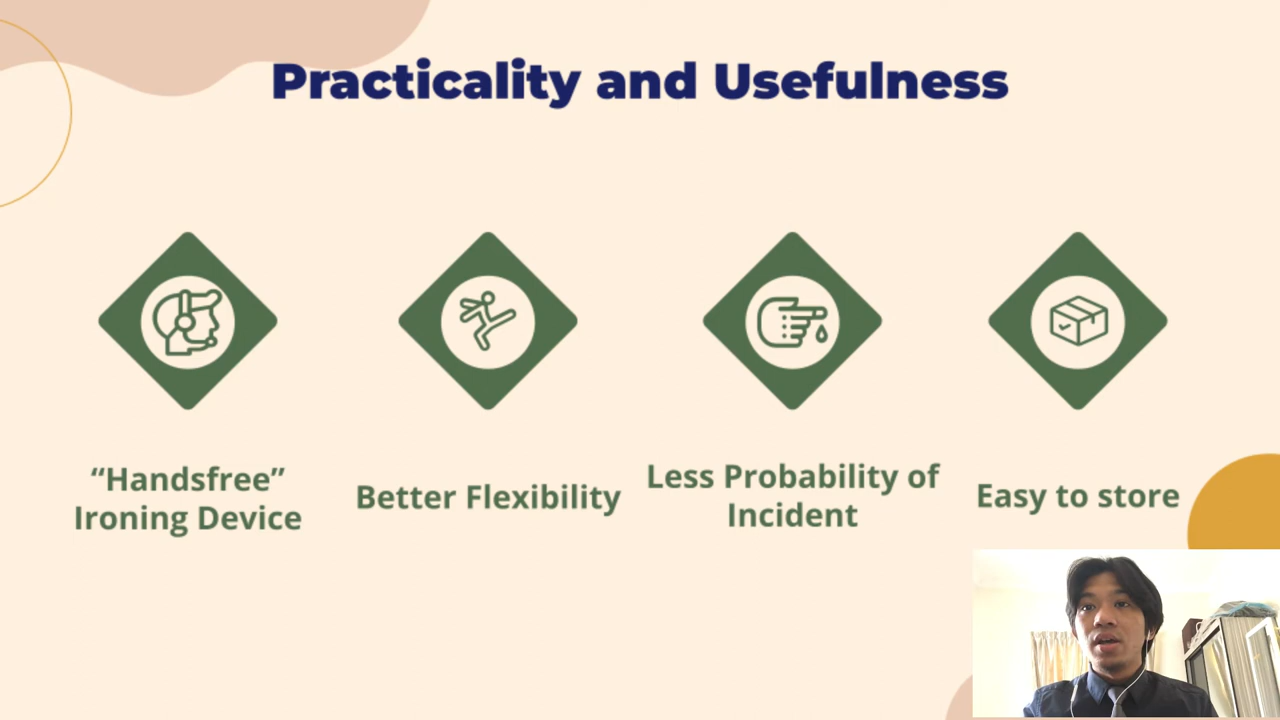 Practicality and Usefulness
“Handsfree”
Ironing Device
Better Flexibility
Less Probability of
Incident
Easy to store